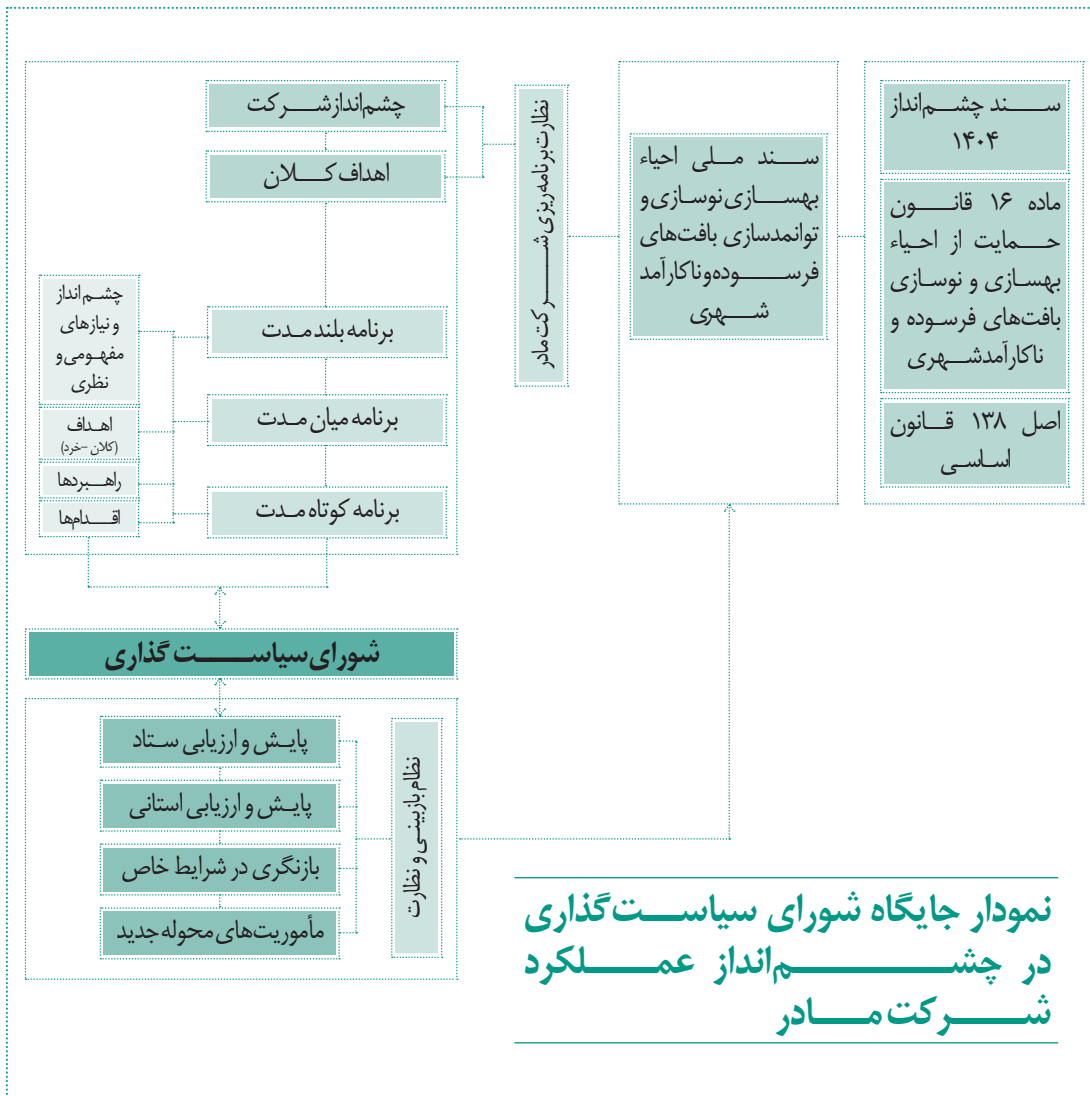 سند چشم‌انداز
۱۴۰۴
ماده ۱۶ قانون
حمایت از احیاء
بهسازی و نوسازی
بافت‌های فرسوده و
ناکارآمد شهری
اصل ۱۳۸ قانون
اساسی
سند ملی احیاء
بهسازی نوسازی و
توانمدسازی بافت‌های
فرسوده و ناکارآمد
شهری
نظارت برنامه‌ریزی شرکت مادر
چشم‌انداز شرکت
اهداف کلان
برنامه بلند مدت
برنامه میان مدت
برنامه کوتاه مدت
چشم‌انداز
و نیازهای
مفهومی و
نظری
اهداف
(کلان - خرد)
راهبردها
اقدام‌ها
شورای سیاست گذاری
نظام بازبینی و نظارت
پایش و ارزیابی ستاد
پایش و ارزیابی استانی
بازنگری در شرایط خاص
مأموریت‌های محوله جدید
نمودار جایگاه شورای سیاست‌گذاری
در چشم‌انداز عملکرد
شرکت مادر